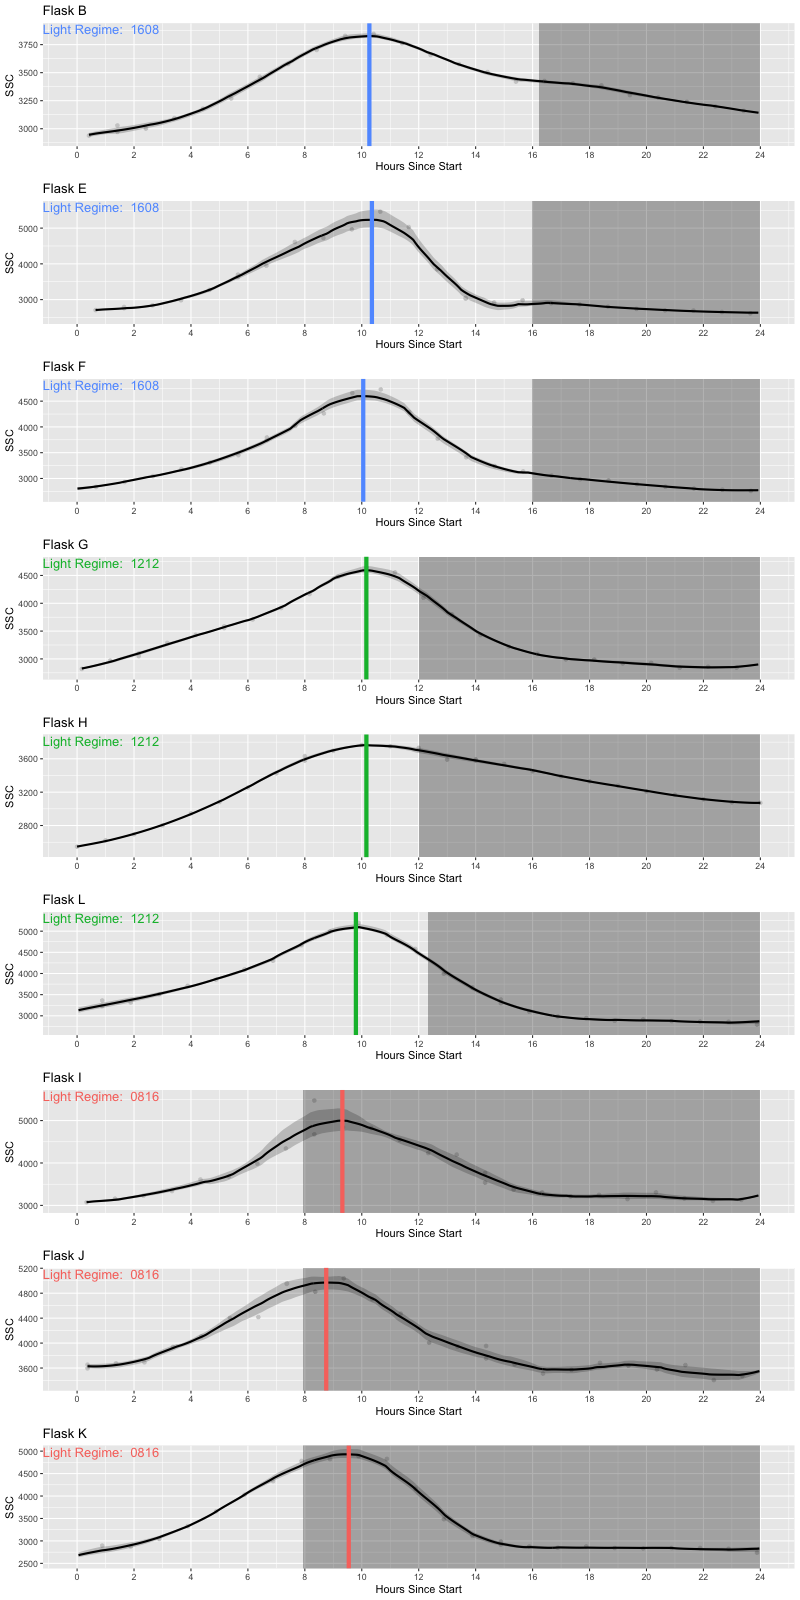 Flask B
Light Regime: 1608
SSC
3750
3500
3250
3000
0 2 4 6 8 10 12 14 16 18 20 22 24
Hours Since Start
Flask E
Light Regime: 1608
SSC
5000
4000
3000
0 2 4 6 8 10 12 14 16 18 20 22 24
Hours Since Start
Flask F
Light Regime: 1608
SSC
4500
4000
3500
3000
0 2 4 6 8 10 12 14 16 18 20 22 24
Hours Since Start
Flask G
Light Regime: 1212
SSC
4500
4000
3500
3000
0 2 4 6 8 10 12 14 16 18 20 22 24
Hours Since Start
Flask H
Light Regime: 1212
SSC
3600
3200
2800
0 2 4 6 8 10 12 14 16 18 20 22 24
Hours Since Start
Flask L
Light Regime: 1212
SSC
5000
4500
4000
3500
3000
0 2 4 6 8 10 12 14 16 18 20 22 24
Hours Since Start
Flask I
Light Regime: 0816
SSC
5000
4000
3000
0 2 4 6 8 10 12 14 16 18 20 22 24
Hours Since Start
Flask J
Light Regime: 0816
SSC
5200
4800
4400
4000
3600
0 2 4 6 8 10 12 14 16 18 20 22 24
Hours Since Start
Flask K
Light Regime: 0816
SSC
5000
4500
4000
3500
3000
2500
0 2 4 6 8 10 12 14 16 18 20 22 24
Hours Since Start